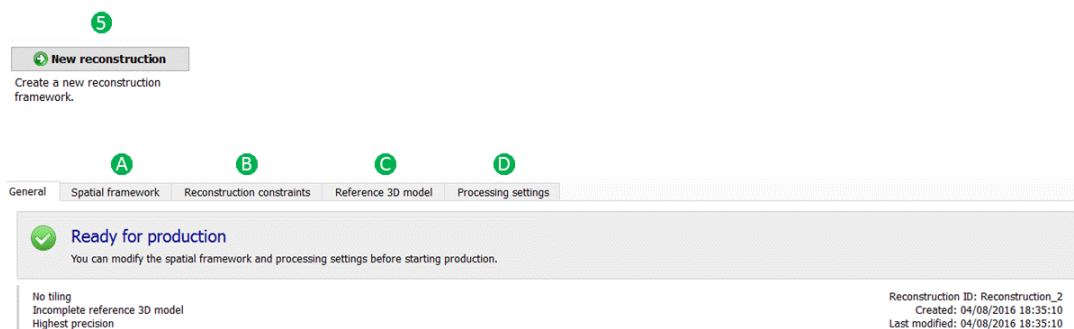 5
New reconstruction
Create a new reconstruction
framework.
A B C D
General Spatial framework Reconstruction constraints Reference 3D model Processing settings
Ready for production
You can modify the spatial framework and processing settings before starting production.
No tiling Reconstruction ID: Reconstruction_2
Incomplete reference 3D model Created: 04/08/2016 18:35:10
Highest precision Last modified: 04/08/2016 18:35:10